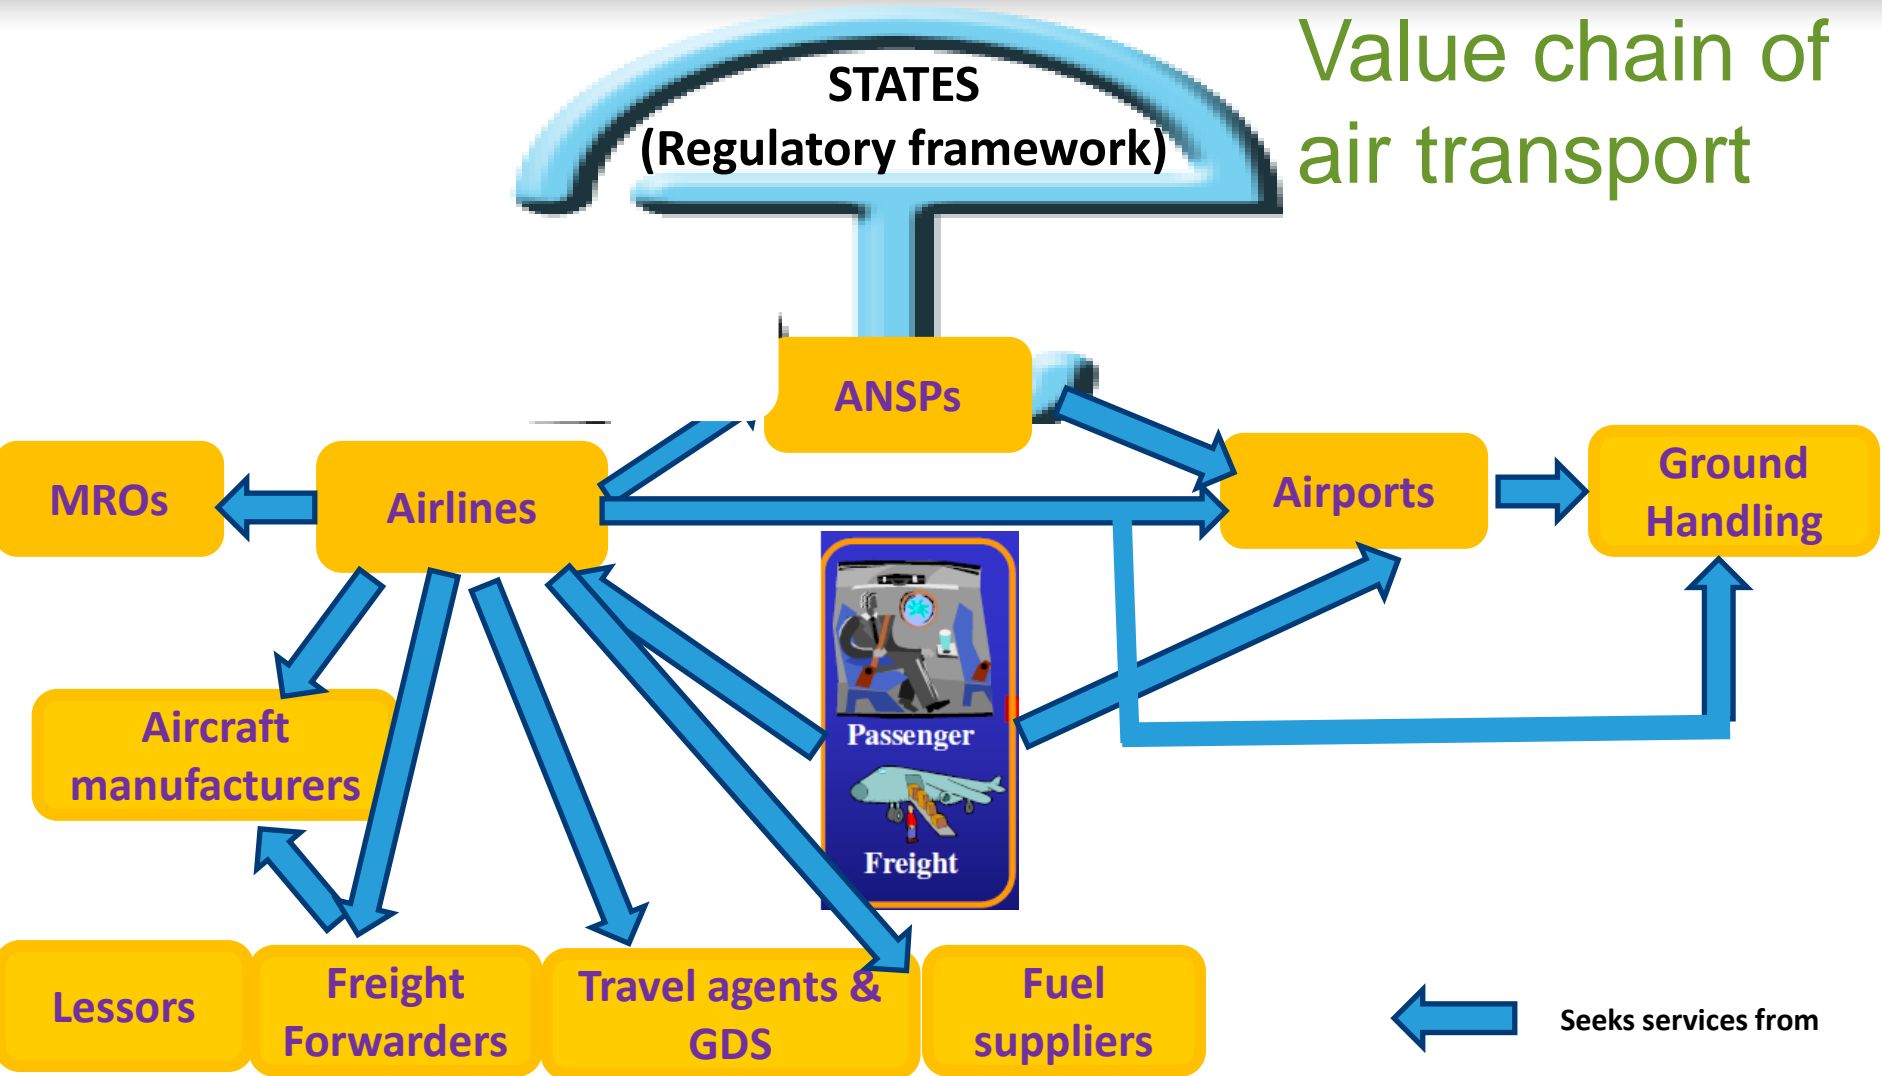 Value chain of
air transport
STATES
(Regulatory framework)
ANSPs
MROs
Airlines
Airports
Ground
Handling
Aircraft
manufacturers
Passenger
Freight
Lessors
Freight
Forwarders
Travel agents &
GDS
Fuel
suppliers
Seeks services from